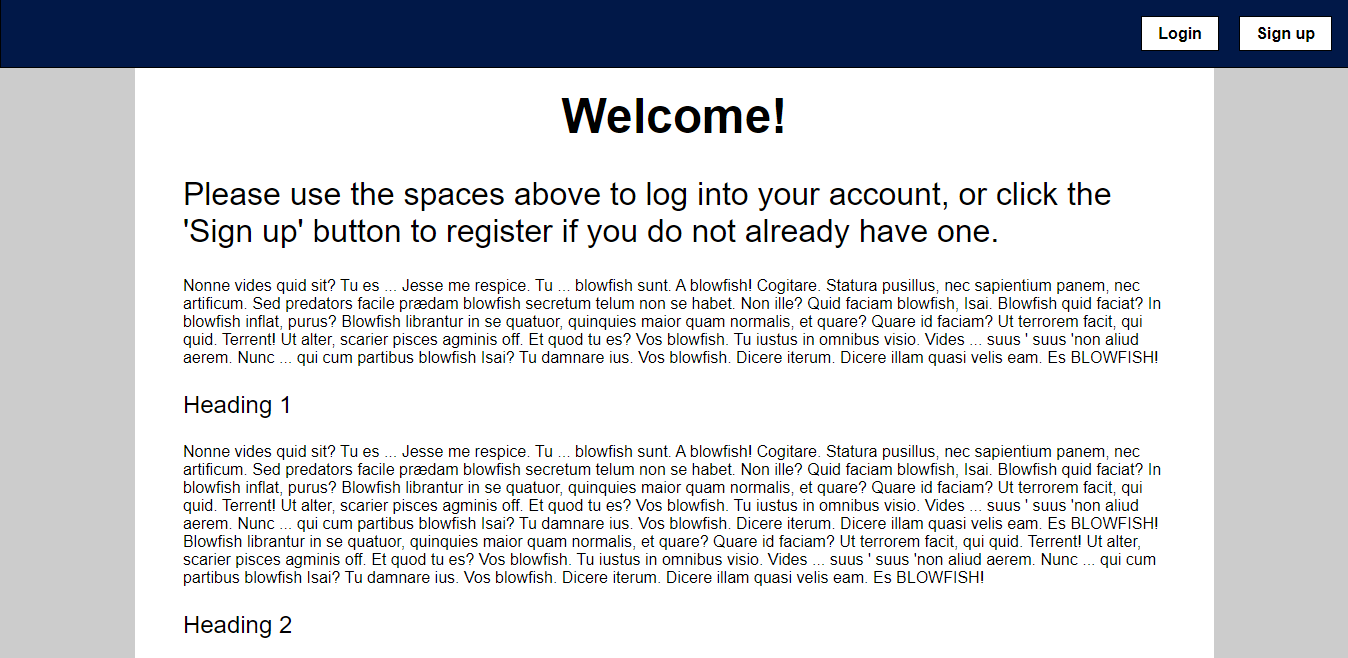 Login Sign up
Welcome!
Please use the spaces above to log into your account, or click the
'Sign up' button to register if you do not already have one.
Nonne vides quid sit? Tu es ... Jesse me respice. Tu ... blowfish sunt. A blowfish! Cogitare. Statura pusillus, nec sapientium panem, nec
artificum. Sed predators facile prædam blowfish secretum telum non se habet. Non ille? Quid faciam blowfish, Isai. Blowfish quid faciat? In
blowfish inflat, purus? Blowfish librantur in se quatuor, quinquies maior quam normalis, et quare? Quare id faciam? Ut terrorem facit, qui
quid. Terrent! Ut alter, scarier pisces agminis off. Et quod tu es? Vos blowfish. Tu iustus in omnibus visio. Vides ... suus ' suus 'non aliud
aerem. Nunc ... qui cum partibus blowfish Isai? Tu damnare ius. Vos blowfish. Dicere iterum. Dicere illam quasi velis eam. Es BLOWFISH!
Heading 1
Nonne vides quid sit? Tu es ... Jesse me respice. Tu ... blowfish sunt. A blowfish! Cogitare. Statura pusillus, nec sapientium panem, nec
artificum. Sed predators facile prædam blowfish secretum telum non se habet. Non ille? Quid faciam blowfish, Isai. Blowfish quid faciat? In
blowfish inflat, purus? Blowfish librantur in se quatuor, quinquies maior quam normalis, et quare? Quare id faciam? Ut terrorem facit, qui
quid. Terrent! Ut alter, scarier pisces agminis off. Et quod tu es? Vos blowfish. Tu iustus in omnibus visio. Vides ... suus ' suus 'non aliud
aerem. Nunc ... qui cum partibus blowfish Isai? Tu damnare ius. Vos blowfish. Dicere iterum. Dicere illam quasi velis eam. Es BLOWFISH!
Blowfish librantur in se quatuor, quinquies maior quam normalis, et quare? Quare id faciam? Ut terrorem facit, qui quid. Terrent! Ut alter,
scarier pisces agminis off. Et quod tu es? Vos blowfish. Tu iustus in omnibus visio. Vides ... suus ' suus 'non aliud aerem. Nunc ... qui cum
partibus blowfish Isai? Tu damnare ius. Vos blowfish. Dicere iterum. Dicere illam quasi velis eam. Es BLOWFISH!
Heading 2